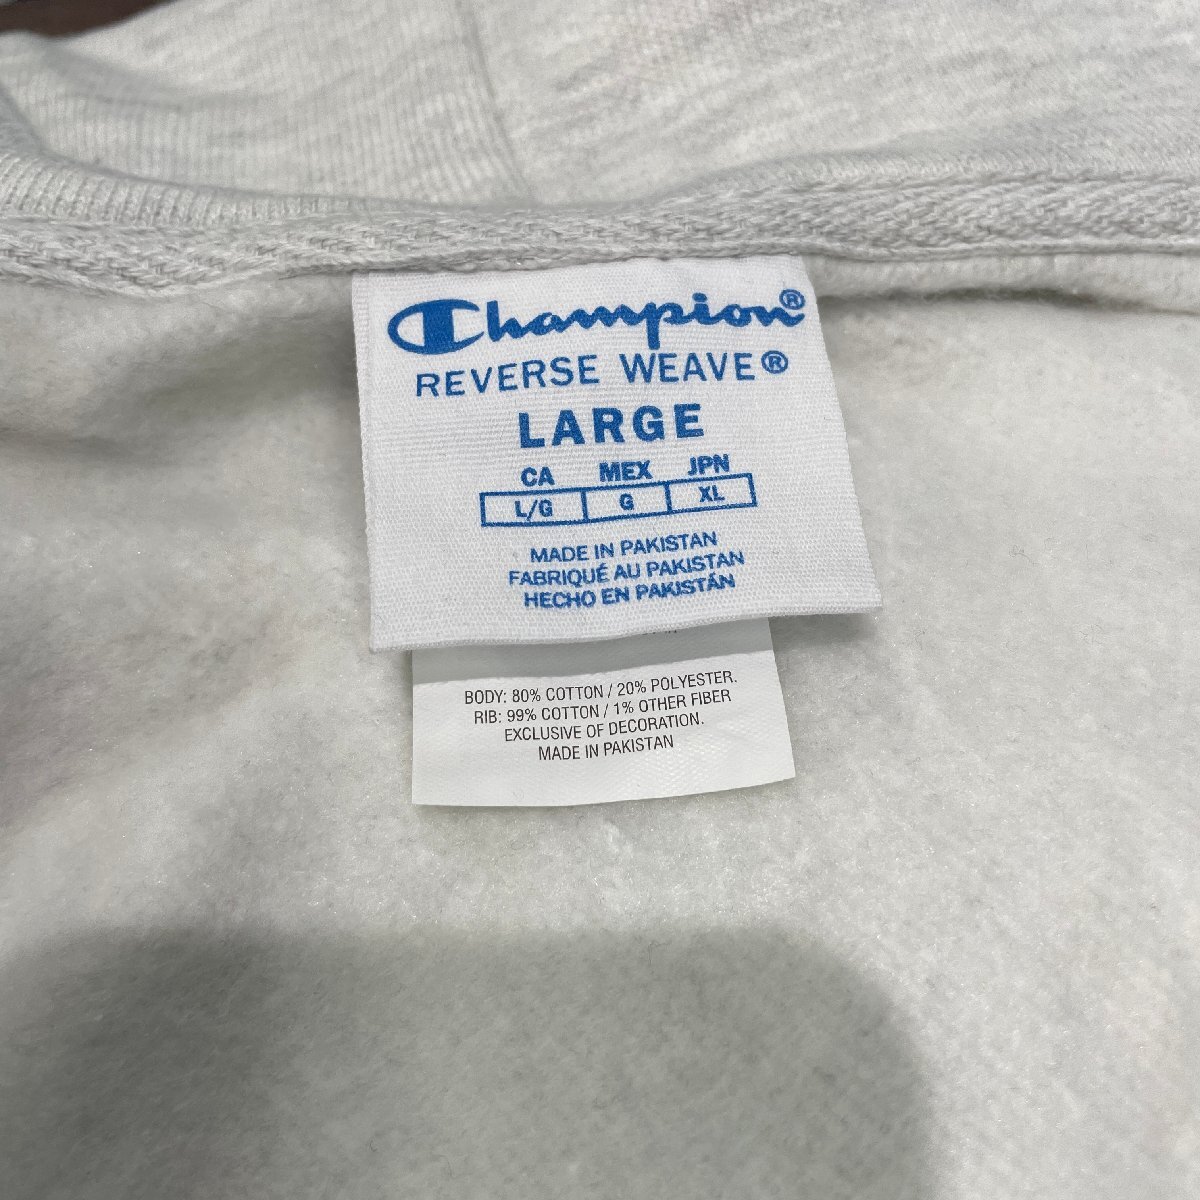 Champion®
REVERSE WEAVE®
LARGE
CA MEX JPN
L/G G XL
MADE IN PAKISTAN
FABRIQUÉ AU PAKISTAN
HECHO EN PAKISTÁN
BODY: 80% COTTON / 20% POLYESTER.
RIB: 99% COTTON / 1% OTHER FIBER
EXCLUSIVE OF DECORATION.
MADE IN PAKISTAN